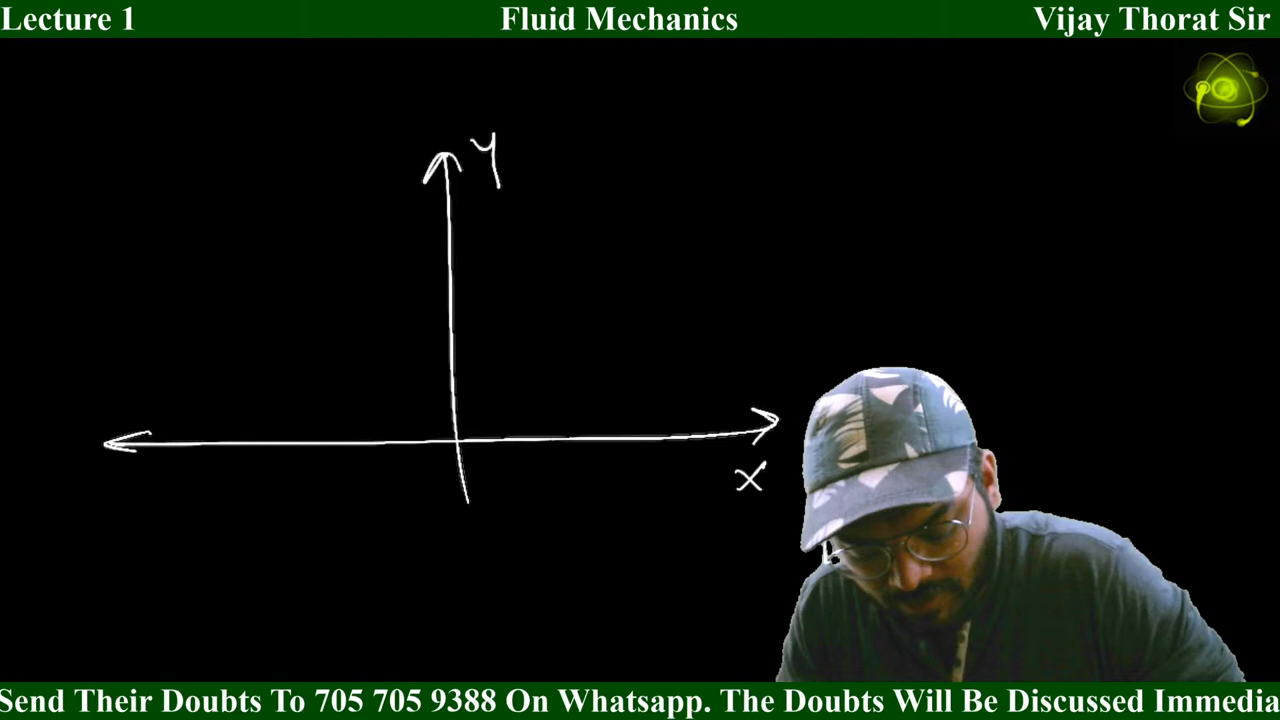 Lecture 1 Fluid Mechanics Vijay Thorat Sir
Y
X
Send Their Doubts To 705 705 9388 On Whatsapp. The Doubts Will Be Discussed Immedia